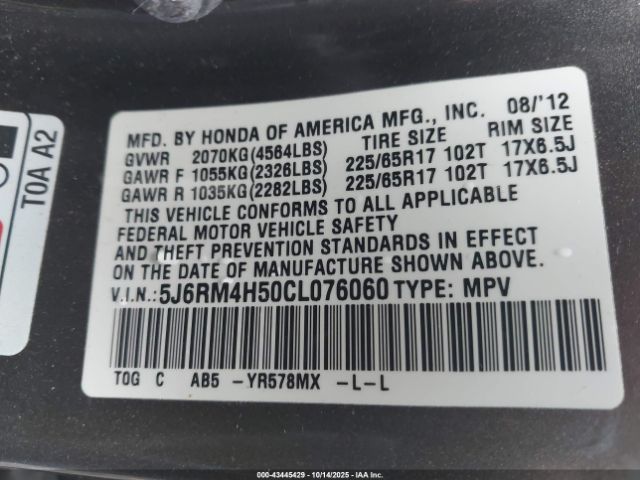 TOA A2
MFD. BY HONDA OF AMERICA MFG., INC. 08/'12
GVWR 2070KG(4564LBS) TIRE SIZE RIM SIZE
GAWR F 1055KG(2326LBS) 225/65R17 102T 17X6.5J
GAWR R 1035KG(2282LBS) 225/65R17 102T 17X6.5J
THIS VEHICLE CONFORMS TO ALL APPLICABLE
FEDERAL MOTOR VEHICLE SAFETY
AND THEFT PREVENTION STANDARDS IN EFFECT
ON THE DATE OF MANUFACTURE SHOWN ABOVE.
V.I.N.:5J6RM4H50CL076060 TYPE: MPV
TOG C AB5 -YR578MX -L-L
000-43445429 - 10/14/2025 - COPYRIGHT IAA, INC.